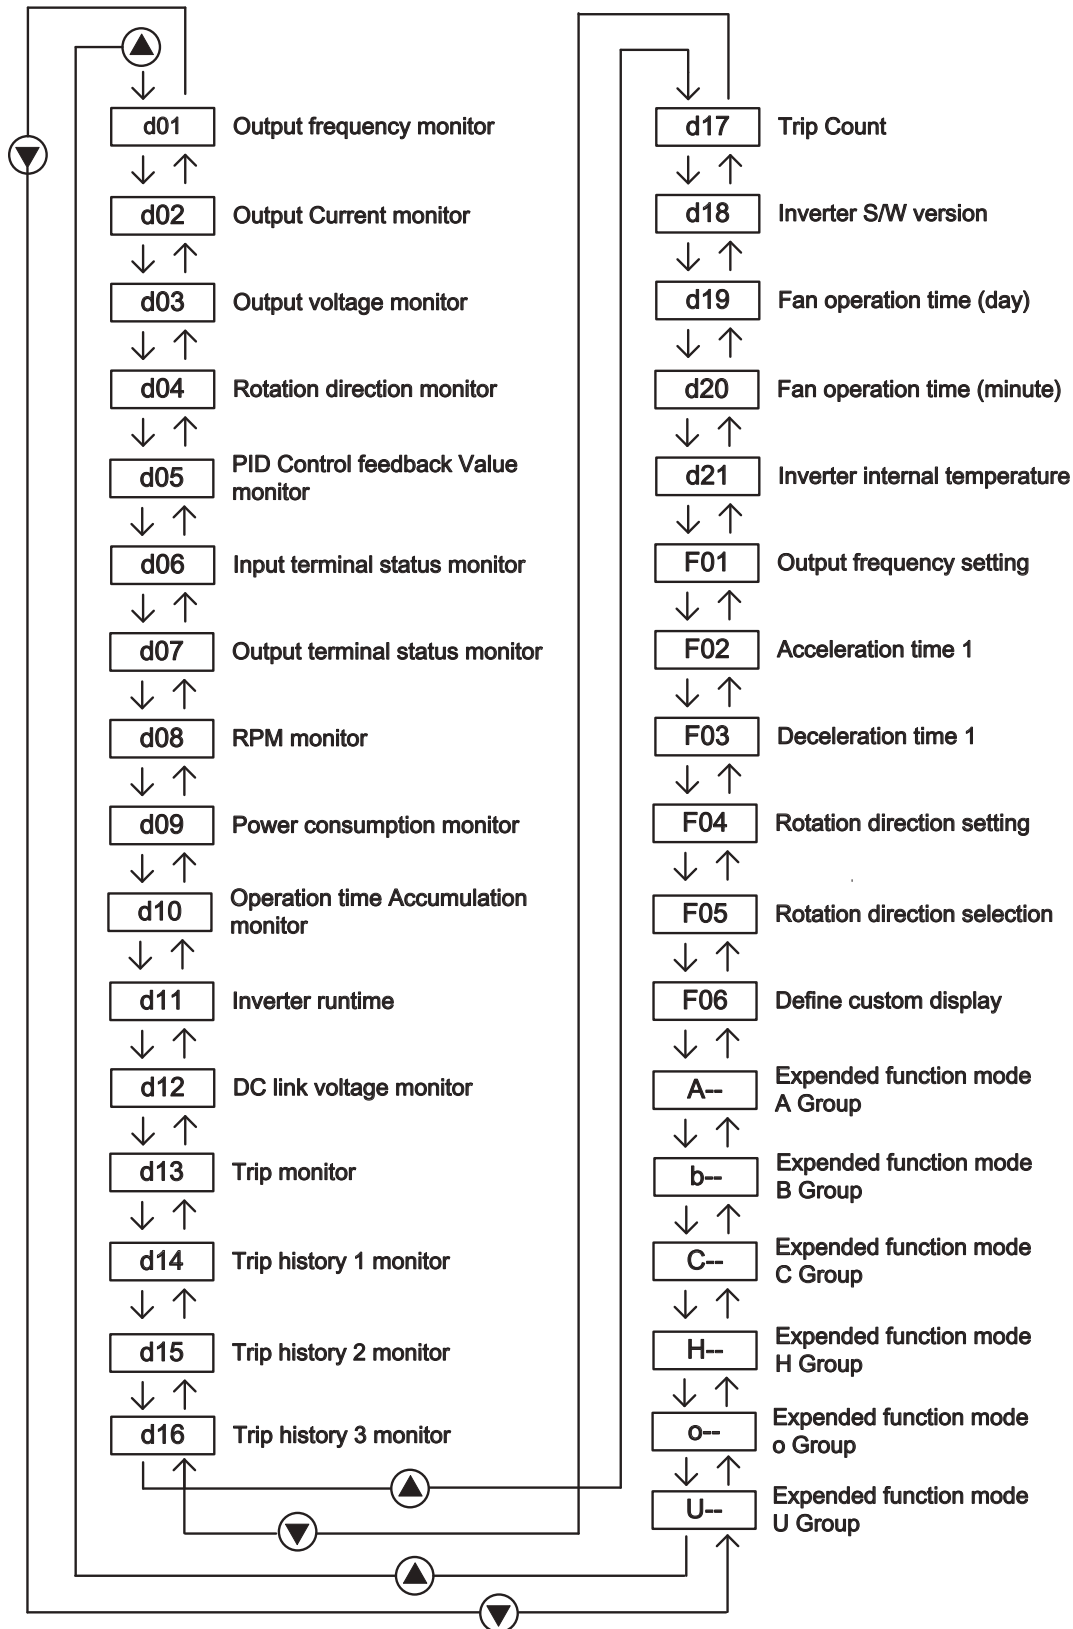 d01
Output frequency monitor
d02
Output Current monitor
d03
Output voltage monitor
d04
Rotation direction monitor
d05
PID Control feedback Value
monitor
d06
Input terminal status monitor
d07
Output terminal status monitor
d08
RPM monitor
d09
Power consumption monitor
d10
Operation time Accumulation
monitor
d11
Inverter runtime
d12
DC link voltage monitor
d13
Trip monitor
d14
Trip history 1 monitor
d15
Trip history 2 monitor
d16
Trip history 3 monitor
d17
Trip Count
d18
Inverter S/W version
d19
Fan operation time (day)
d20
Fan operation time (minute)
d21
Inverter internal temperature
F01
Output frequency setting
F02
Acceleration time 1
F03
Deceleration time 1
F04
Rotation direction setting
F05
Rotation direction selection
F06
Define custom display
A--
Expended function mode
A Group
b--
Expended function mode
B Group
C--
Expended function mode
C Group
H--
Expended function mode
H Group
o--
Expended function mode
o Group
U--
Expended function mode
U Group